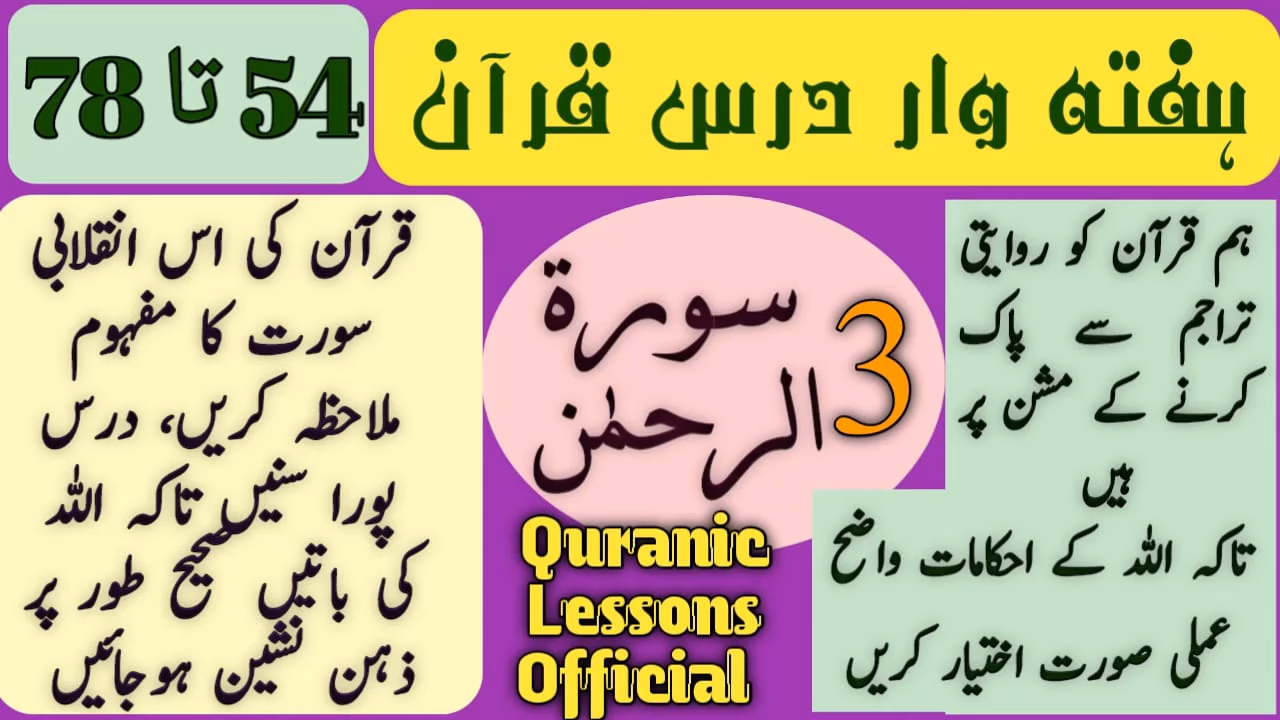 ہفتہ وار درس قرآن
54 تا 78
ہم قرآن کو روایتی
تراجم سے پاک
کرنے کے مشن پر
ہیں
تاکہ اللہ کے احکامات واضح
عملی صورت اختیار کریں
سورۃ
الرحمٰن
3
Quranic
Lessons
Official
قرآن کی اس انقلابی
سورت کا مفہوم
ملاحظہ کریں، درس
پورا سنیں تاکہ اللہ
کی باتیں صحیح طور پر
ذہن نشین ہوجائیں